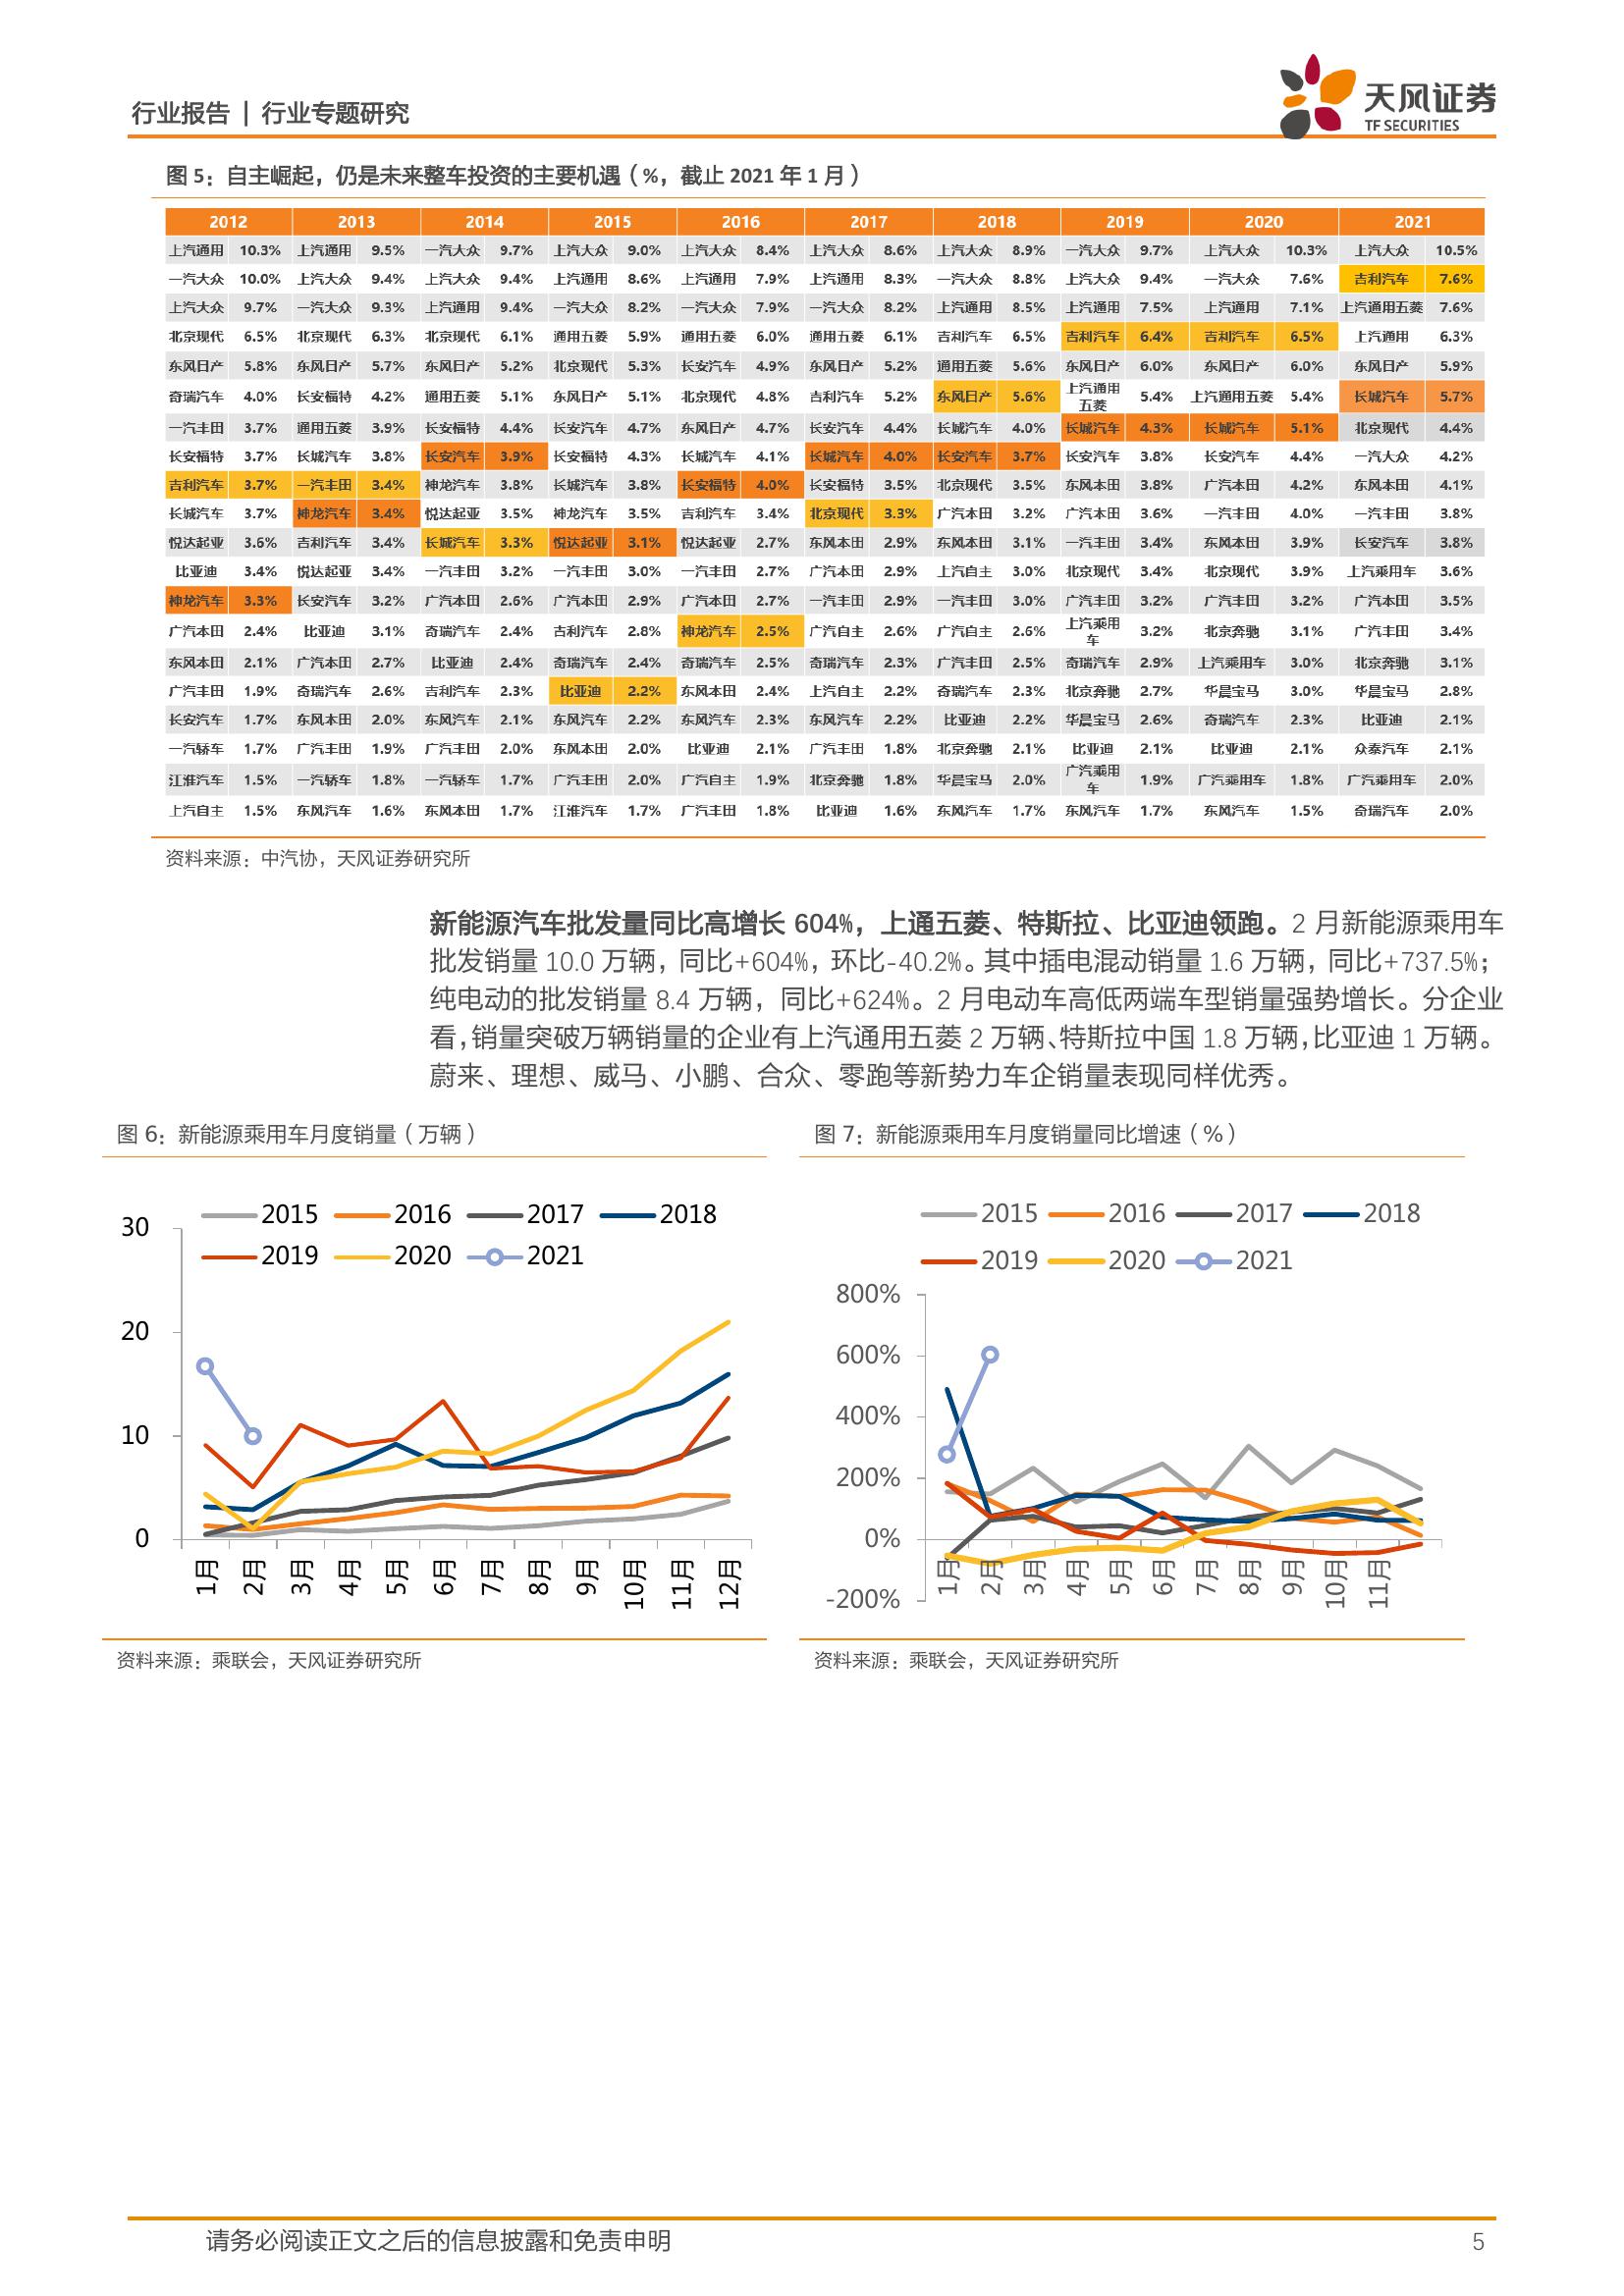 行业报告 | 行业专题研究
天风证券
TF SECURITIES
图 5：自主崛起，仍是未来整车投资的主要机遇（%，截止 2021 年 1 月）
2012 2013 2014 2015 2016 2017 2018 2019 2020 2021
上汽通用 10.3% 上汽通用 9.5% 一汽大众 9.7% 上汽大众 9.0% 上汽大众 8.4% 上汽大众 8.6% 上汽大众 8.9% 一汽大众 9.7% 上汽大众 10.3% 上汽大众 10.5%
一汽大众 10.0% 上汽大众 9.4% 上汽大众 9.4% 上汽通用 8.6% 上汽通用 7.9% 上汽通用 8.3% 一汽大众 8.8% 上汽大众 9.4% 一汽大众 7.6% 吉利汽车 7.6%
上汽大众 9.7% 一汽大众 9.3% 上汽通用 9.4% 一汽大众 8.2% 一汽大众 7.9% 一汽大众 8.2% 上汽通用 8.5% 上汽通用 7.5% 上汽通用 7.1% 上汽通用五菱 7.6%
北京现代 6.5% 北京现代 6.3% 北京现代 6.1% 通用五菱 5.9% 通用五菱 6.0% 通用五菱 6.1% 吉利汽车 6.5% 吉利汽车 6.4% 吉利汽车 6.5% 上汽通用 6.3%
东风日产 5.8% 东风日产 5.7% 东风日产 5.2% 北京现代 5.3% 长安汽车 4.9% 东风日产 5.2% 通用五菱 5.6% 东风日产 6.0% 东风日产 6.0% 东风日产 5.9%
奇瑞汽车 4.0% 长安福特 4.2% 通用五菱 5.1% 东风日产 5.1% 北京现代 4.8% 吉利汽车 5.2% 东风日产 5.6% 上汽通用五菱 5.4% 上汽通用五菱 5.4% 长城汽车 5.7%
一汽丰田 3.7% 通用五菱 3.9% 长安福特 4.4% 长安汽车 4.7% 东风日产 4.7% 长安汽车 4.4% 长城汽车 4.0% 长城汽车 4.3% 长城汽车 5.1% 北京现代 4.4%
长安福特 3.7% 长城汽车 3.8% 长安汽车 3.9% 长安福特 4.3% 长城汽车 4.1% 长城汽车 4.0% 长安汽车 3.7% 长安汽车 3.8% 长安汽车 4.4% 一汽大众 4.2%
吉利汽车 3.7% 一汽丰田 3.4% 神龙汽车 3.8% 长城汽车 3.8% 长安福特 4.0% 长安福特 3.5% 北京现代 3.5% 东风本田 3.8% 广汽本田 4.2% 东风本田 4.1%
长城汽车 3.7% 神龙汽车 3.4% 悦达起亚 3.5% 神龙汽车 3.5% 吉利汽车 3.4% 北京现代 3.3% 广汽本田 3.2% 广汽本田 3.6% 一汽丰田 4.0% 一汽丰田 3.8%
悦达起亚 3.6% 吉利汽车 3.4% 长城汽车 3.3% 悦达起亚 3.1% 悦达起亚 2.7% 东风本田 2.9% 东风本田 3.1% 一汽丰田 3.4% 东风本田 3.9% 长安汽车 3.8%
比亚迪 3.4% 悦达起亚 3.4% 一汽丰田 3.2% 一汽丰田 3.0% 一汽丰田 2.7% 广汽本田 2.9% 上汽自主 3.0% 北京现代 3.4% 北京现代 3.9% 上汽乘用车 3.6%
神龙汽车 3.3% 长安汽车 3.2% 广汽本田 2.6% 广汽本田 2.9% 广汽本田 2.7% 一汽丰田 2.9% 一汽丰田 3.0% 广汽丰田 3.2% 广汽丰田 3.2% 广汽本田 3.5%
广汽本田 2.4% 比亚迪 3.1% 奇瑞汽车 2.4% 吉利汽车 2.8% 神龙汽车 2.5% 广汽自主 2.6% 广汽自主 2.6% 上汽乘用车 3.2% 北京奔驰 3.1% 广汽丰田 3.4%
东风本田 2.1% 广汽本田 2.7% 比亚迪 2.4% 奇瑞汽车 2.4% 奇瑞汽车 2.5% 奇瑞汽车 2.3% 广汽丰田 2.5% 奇瑞汽车 2.9% 上汽乘用车 3.0% 北京奔驰 3.1%
广汽丰田 1.9% 奇瑞汽车 2.6% 吉利汽车 2.3% 比亚迪 2.2% 东风本田 2.4% 上汽自主 2.2% 奇瑞汽车 2.3% 北京奔驰 2.7% 华晨宝马 3.0% 华晨宝马 2.8%
长安汽车 1.7% 东风本田 2.0% 东风汽车 2.1% 东风汽车 2.2% 东风汽车 2.3% 东风汽车 2.2% 比亚迪 2.2% 华晨宝马 2.6% 奇瑞汽车 2.3% 比亚迪 2.1%
一汽轿车 1.7% 广汽丰田 1.9% 广汽丰田 2.0% 东风本田 2.0% 比亚迪 2.1% 广汽丰田 1.8% 北京奔驰 2.1% 比亚迪 2.1% 比亚迪 2.1% 众泰汽车 2.1%
江淮汽车 1.5% 一汽轿车 1.8% 一汽轿车 1.7% 广汽丰田 2.0% 广汽自主 1.9% 北京奔驰 1.8% 华晨宝马 2.0% 广汽乘用车 1.9% 广汽乘用车 1.8% 广汽乘用车 2.0%
上汽自主 1.5% 东风汽车 1.6% 东风本田 1.7% 江淮汽车 1.7% 广汽丰田 1.8% 比亚迪 1.6% 东风汽车 1.7% 东风汽车 1.7% 东风汽车 1.5% 奇瑞汽车 2.0%
资料来源：中汽协，天风证券研究所
新能源汽车批发量同比高增长 604%，上通五菱、特斯拉、比亚迪领跑。2 月新能源乘用车
批发销量 10.0 万辆，同比+604%，环比-40.2%。其中插电混动销量 1.6 万辆，同比+737.5%；
纯电动的批发销量 8.4 万辆，同比+624%。2 月电动车高低两端车型销量强势增长。分企业
看，销量突破万辆销量的企业有上汽通用五菱 2 万辆、特斯拉中国 1.8 万辆，比亚迪 1 万辆。
蔚来、理想、威马、小鹏、合众、零跑等新势力车企销量表现同样优秀。
图 6：新能源乘用车月度销量（万辆）
2015 2016 2017 2018
2019 2020 2021
30
20
10
0
1月 2月 3月 4月 5月 6月 7月 8月 9月 10月 11月 12月
资料来源：乘联会，天风证券研究所
图 7：新能源乘用车月度销量同比增速（%）
2015 2016 2017 2018
2019 2020 2021
800%
600%
400%
200%
0%
-200%
1月 2月 3月 4月 5月 6月 7月 8月 9月 10月 11月
资料来源：乘联会，天风证券研究所
请务必阅读正文之后的信息披露和免责申明 5